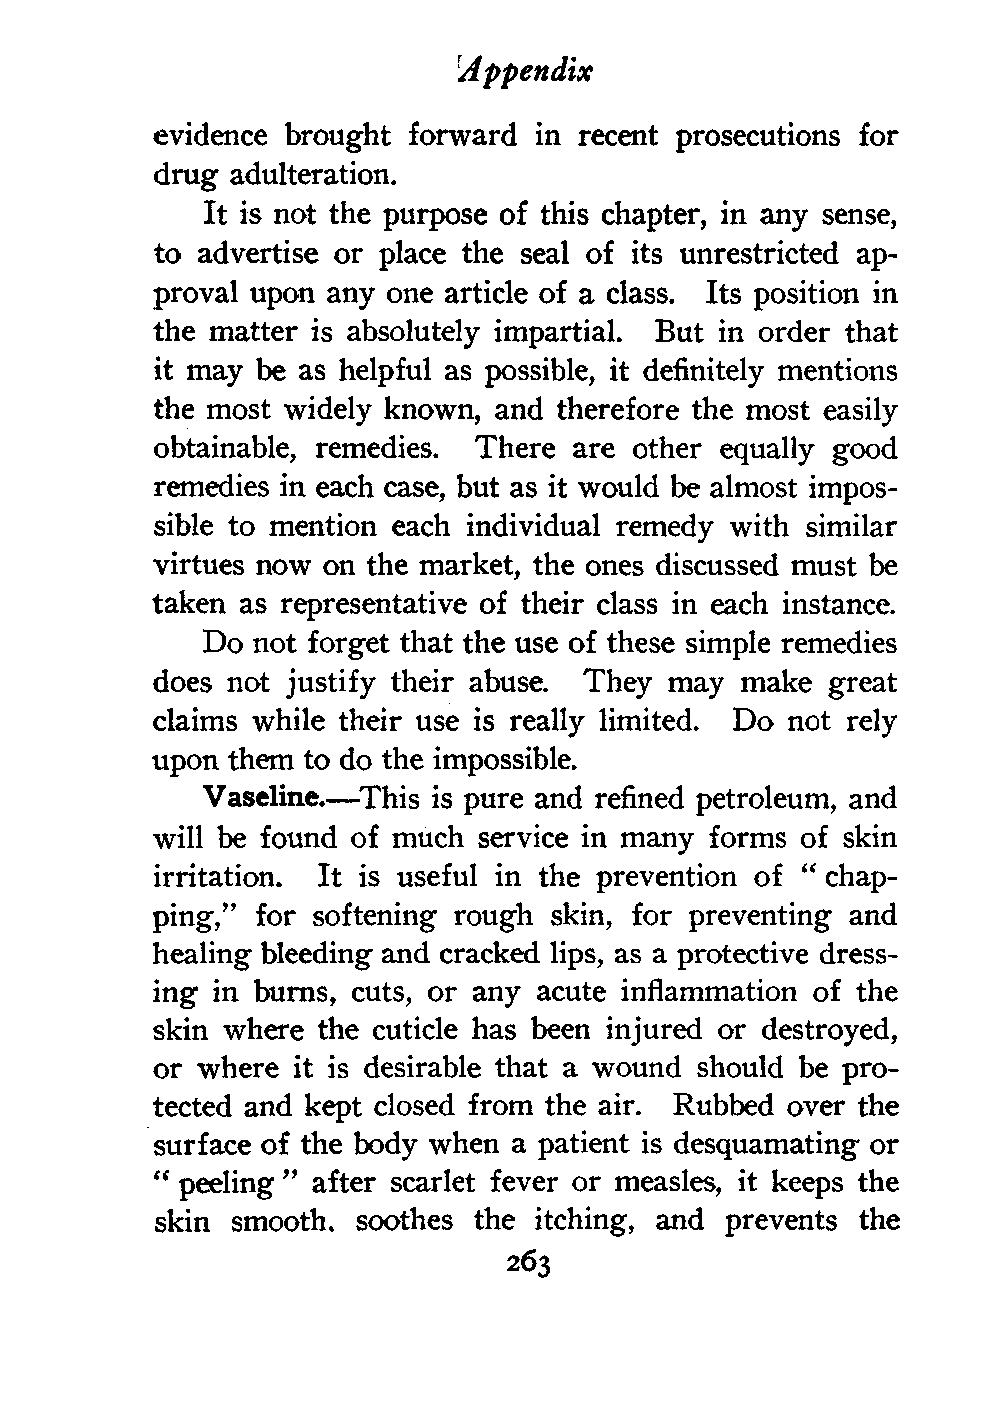 Appendix
evidence brought forward in recent prosecutions for
drug adulteration.
It is not the purpose of this chapter, in any sense,
to advertise or place the seal of its unrestricted ap-
proval upon any one article of a class. Its position in
the matter is absolutely impartial. But in order that
it may be as helpful as possible, it definitely mentions
the most widely known, and therefore the most easily
obtainable, remedies. There are other equally good
remedies in each case, but as it would be almost impos-
sible to mention each individual remedy with similar
virtues now on the market, the ones discussed must be
taken as representative of their class in each instance.
Do not forget that the use of these simple remedies
does not justify their abuse. They may make great
claims while their use is really limited. Do not rely
upon them to do the impossible.
Vaseline.—This is pure and refined petroleum, and
will be found of much service in many forms of skin
irritation. It is useful in the prevention of " chap-
ping," for softening rough skin, for preventing and
healing bleeding and cracked lips, as a protective dress-
ing in burns, cuts, or any acute inflammation of the
skin where the cuticle has been injured or destroyed,
or where it is desirable that a wound should be pro-
tected and kept closed from the air. Rubbed over the
surface of the body when a patient is desquamating or
" peeling " after scarlet fever or measles, it keeps the
skin smooth. soothes the itching, and prevents the
263